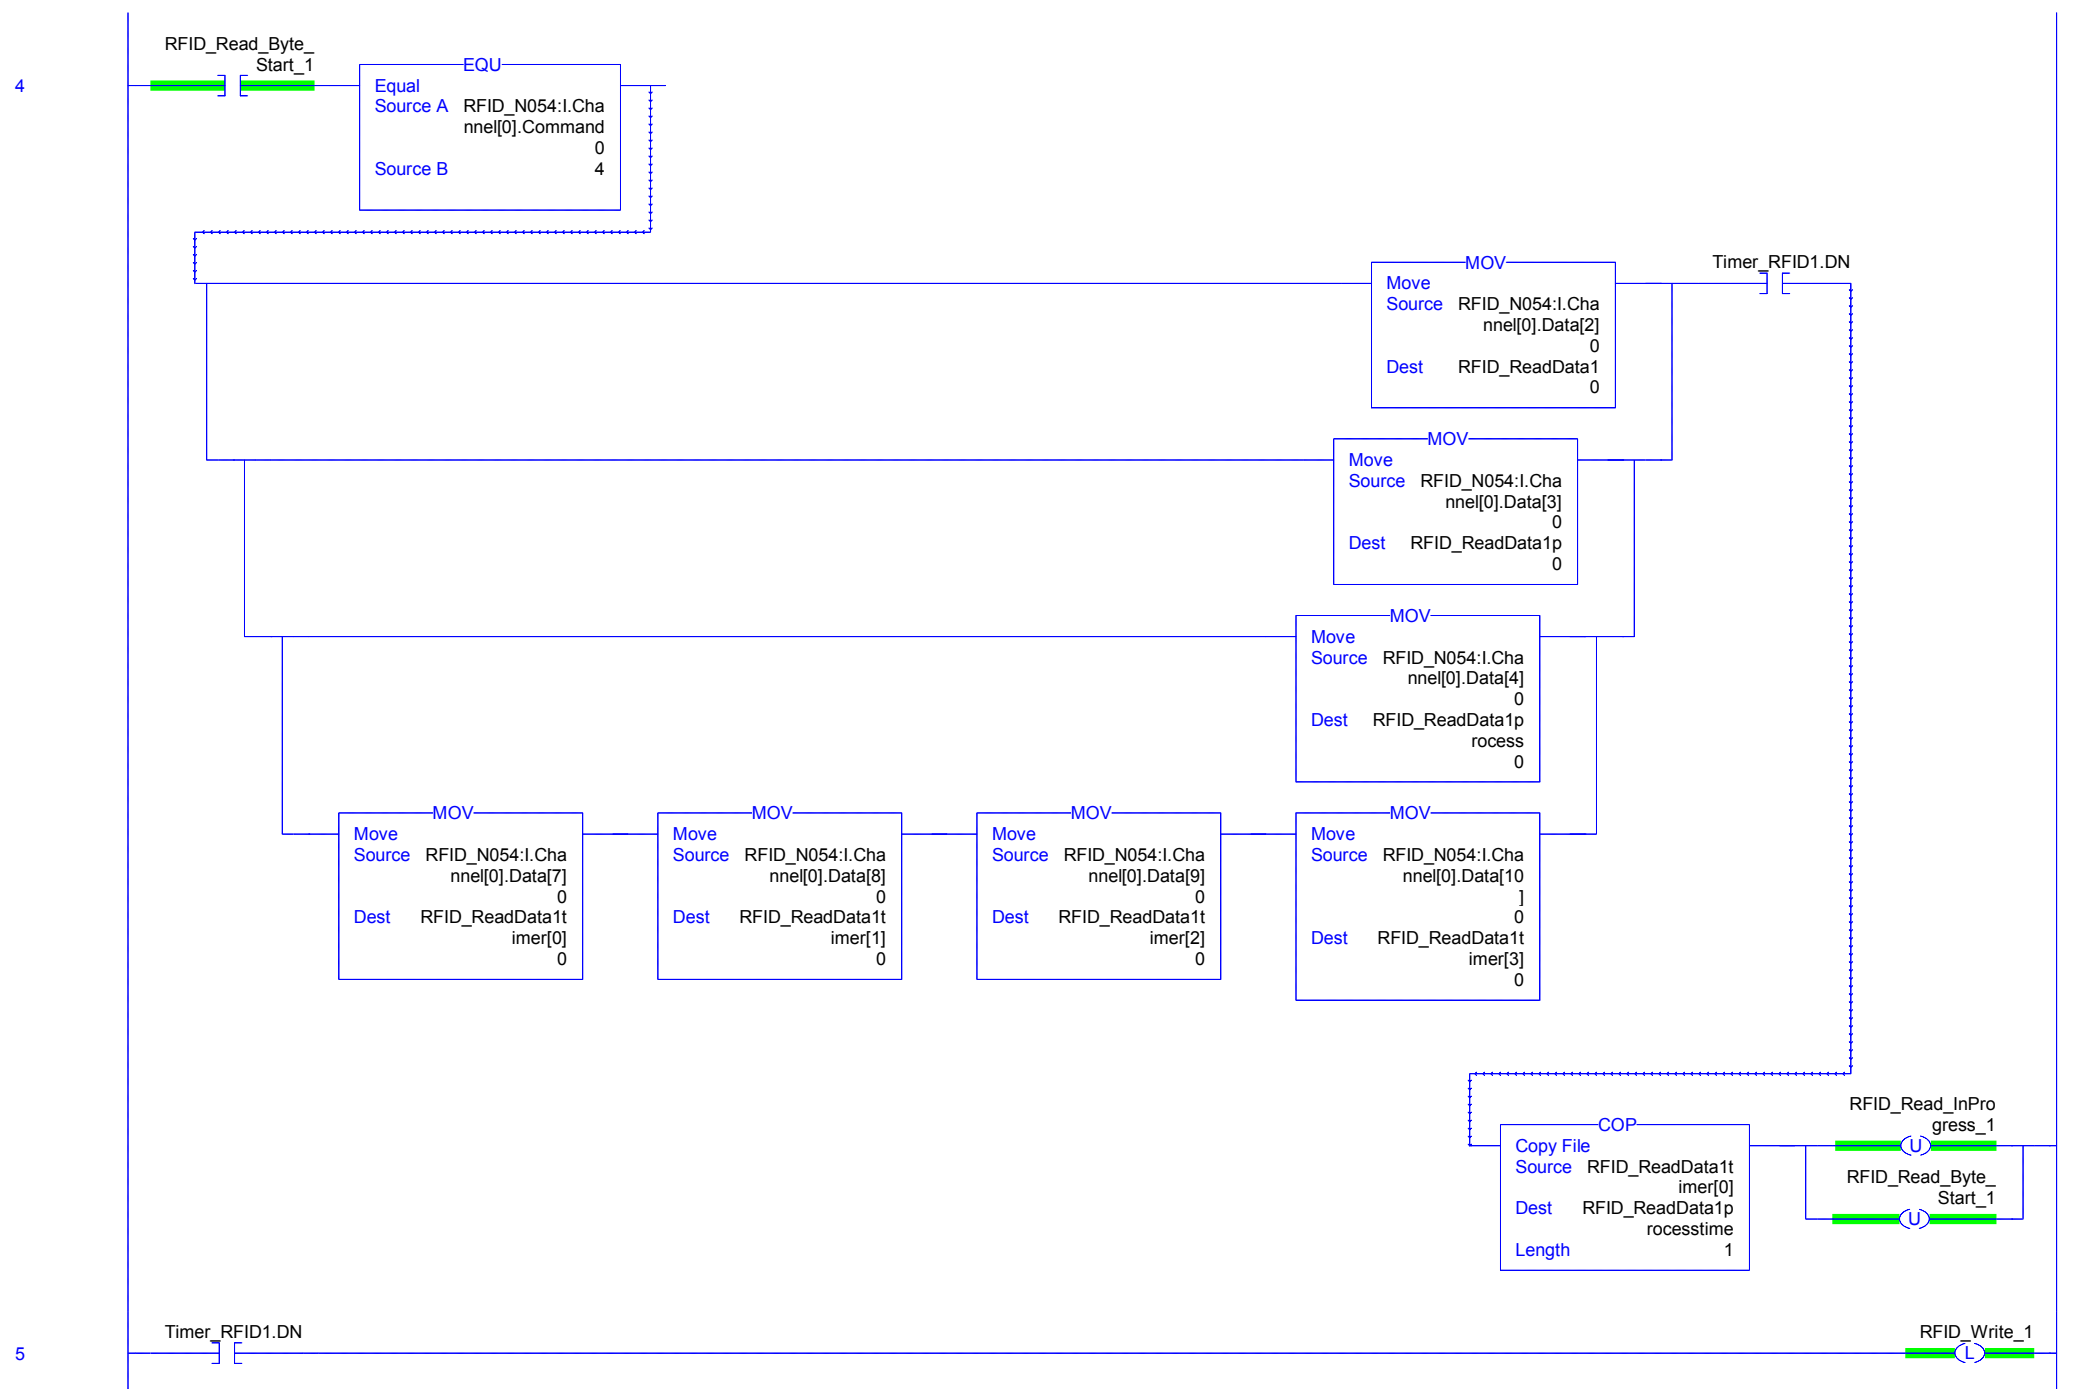 RFID_Read_Byte_
Start_1
4
EQU
Equal
Source A RFID_N054:I.Cha
nnel[0].Command
0
Source B 4
MOV
Move
Source RFID_N054:I.Cha
nnel[0].Data[2]
0
Dest RFID_ReadData1
0
Timer_RFID1.DN
MOV
Move
Source RFID_N054:I.Cha
nnel[0].Data[3]
0
Dest RFID_ReadData1p
0
MOV
Move
Source RFID_N054:I.Cha
nnel[0].Data[4]
0
Dest RFID_ReadData1p
rocess
0
MOV
Move
Source RFID_N054:I.Cha
nnel[0].Data[7]
0
Dest RFID_ReadData1t
imer[0]
0
MOV
Move
Source RFID_N054:I.Cha
nnel[0].Data[8]
0
Dest RFID_ReadData1t
imer[1]
0
MOV
Move
Source RFID_N054:I.Cha
nnel[0].Data[9]
0
Dest RFID_ReadData1t
imer[2]
0
MOV
Move
Source RFID_N054:I.Cha
nnel[0].Data[10
]
0
Dest RFID_ReadData1t
imer[3]
0
COP
Copy File
Source RFID_ReadData1t
imer[0]
Dest RFID_ReadData1p
rocesstime
Length 1
RFID_Read_InPro
gress_1
U
RFID_Read_Byte_
Start_1
U
5
Timer_RFID1.DN
RFID_Write_1
L